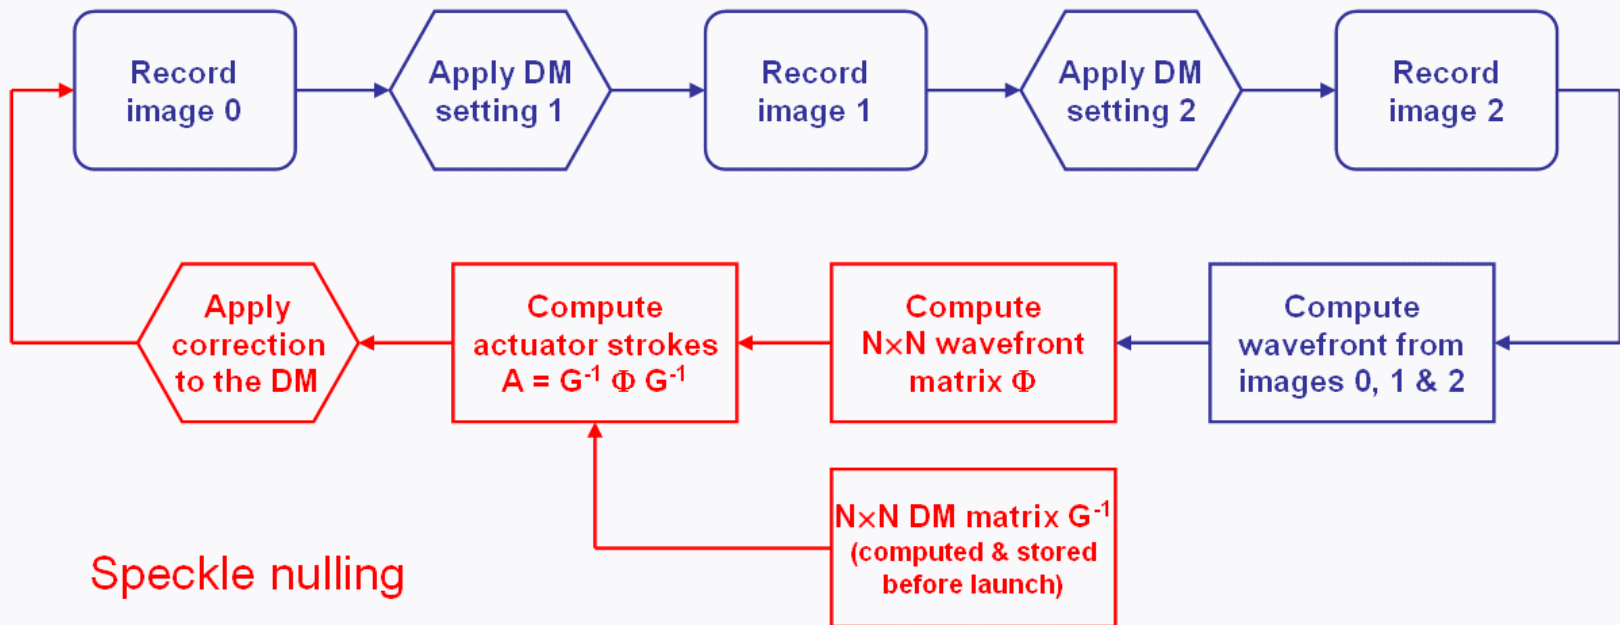 Record
image 0
Apply DM
setting 1
Record
image 1
Apply DM
setting 2
Record
image 2
Apply
correction
to the DM
Compute
actuator strokes
A = G⁻¹ Φ G⁻¹
Compute
N×N wavefront
matrix Φ
Compute
wavefront from
images 0, 1 & 2
N×N DM matrix G⁻¹
(computed & stored
before launch)
Speckle nulling